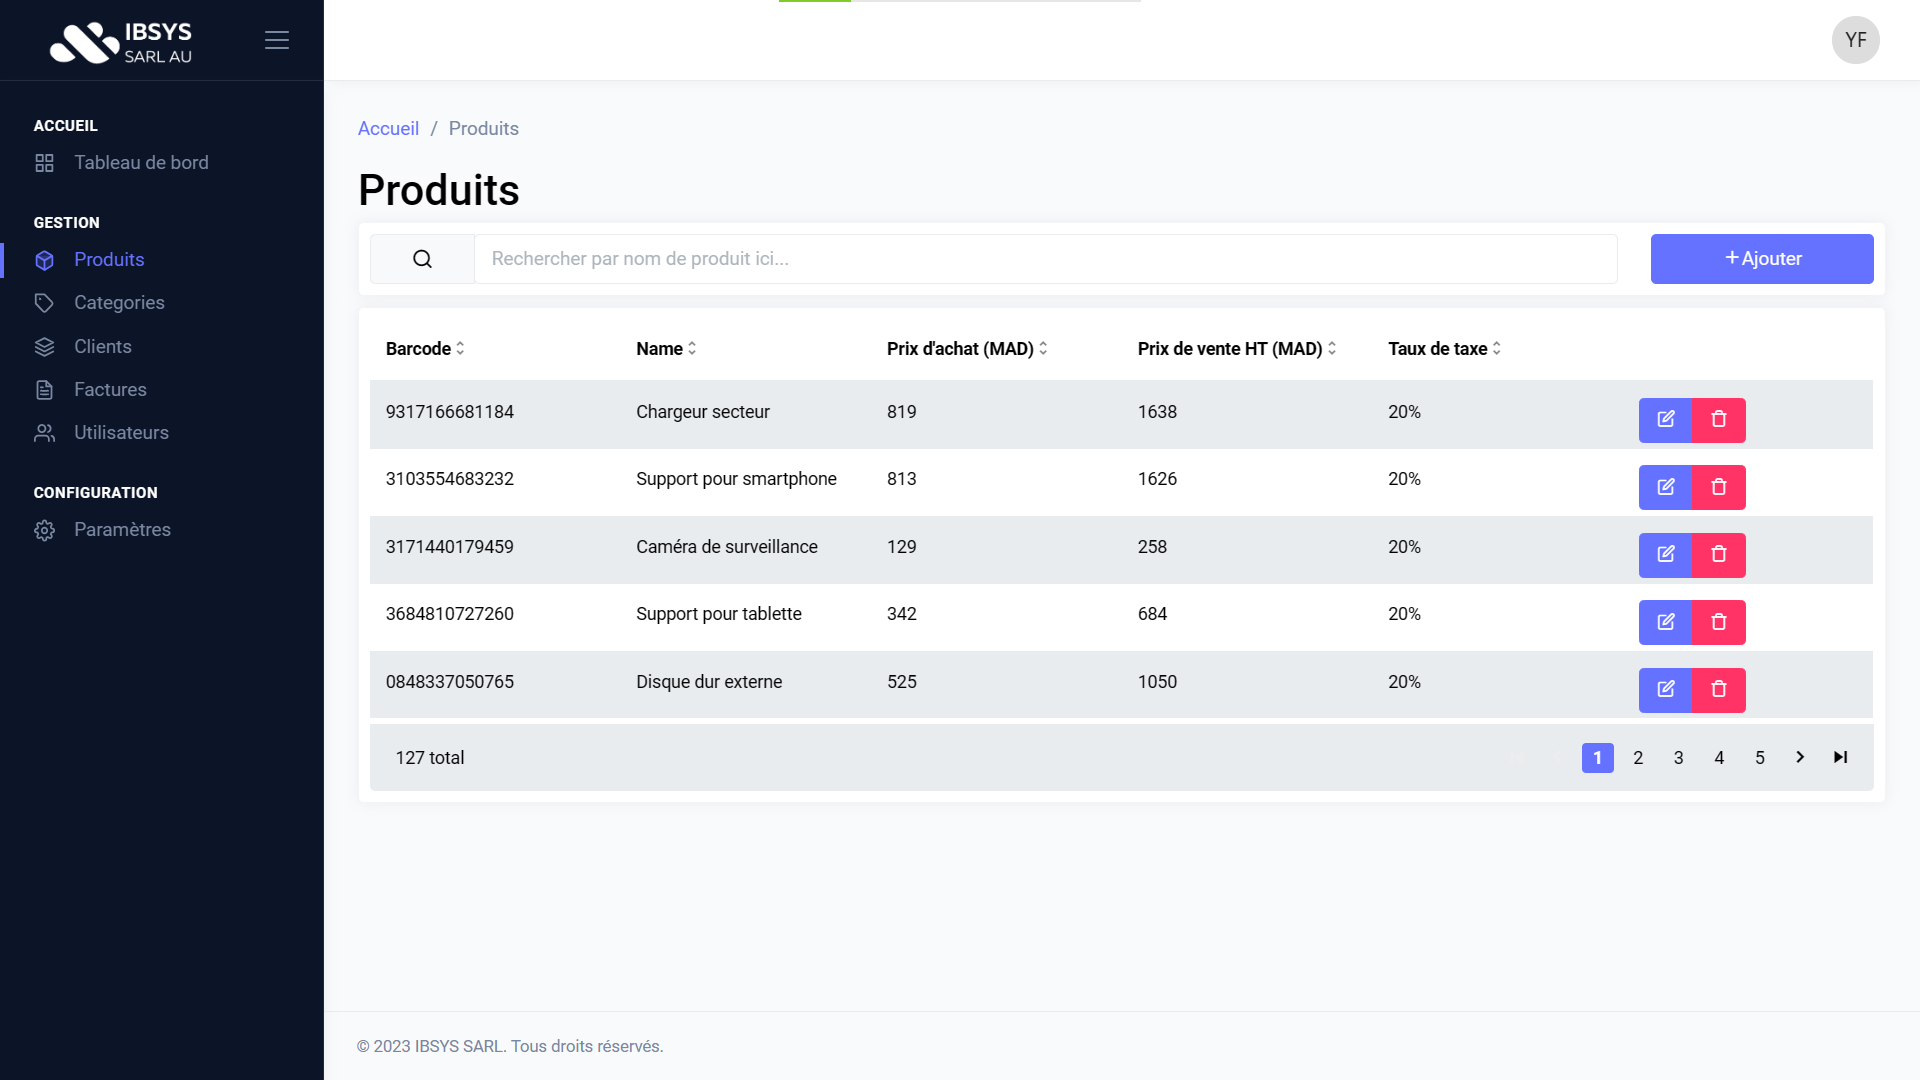 IBSYS
SARL AU
YF
ACCUEIL
Tableau de bord
GESTION
Produits
Categories
Clients
Factures
Utilisateurs
CONFIGURATION
Paramètres
Accueil / Produits
Produits
Rechercher par nom de produit ici...
+Ajouter
Barcode Name Prix d'achat (MAD) Prix de vente HT (MAD) Taux de taxe
9317166681184 Chargeur secteur 819 1638 20%
3103554683232 Support pour smartphone 813 1626 20%
3171440179459 Caméra de surveillance 129 258 20%
3684810727260 Support pour tablette 342 684 20%
0848337050765 Disque dur externe 525 1050 20%
127 total 1 2 3 4 5
© 2023 IBSYS SARL. Tous droits réservés.